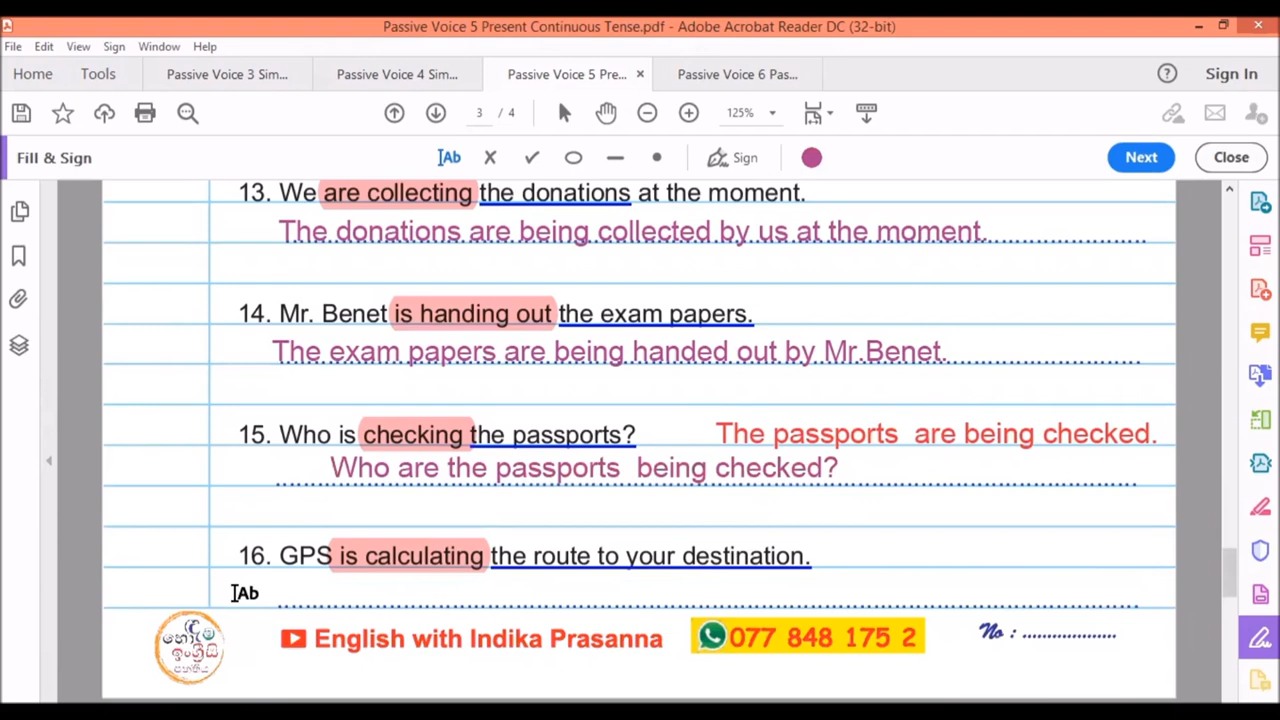 Passive Voice 5 Present Continuous Tense.pdf - Adobe Acrobat Reader DC (32-bit)
File Edit View Sign Window Help
Home Tools Passive Voice 3 Sim... Passive Voice 4 Sim... Passive Voice 5 Pre... × Passive Voice 6 Pas... Sign In
3 / 4 125%
Fill & Sign Ab Sign Next Close
13. We are collecting the donations at the moment.
The donations are being collected by us at the moment.
14. Mr. Benet is handing out the exam papers.
The exam papers are being handed out by Mr.Benet.
15. Who is checking the passports? The passports are being checked.
Who are the passports being checked?
16. GPS is calculating the route to your destination.
Ab
හෝඩිම
ඉංග්‍රීසි
පන්තිය
English with Indika Prasanna 077 848 175 2 No : ...................